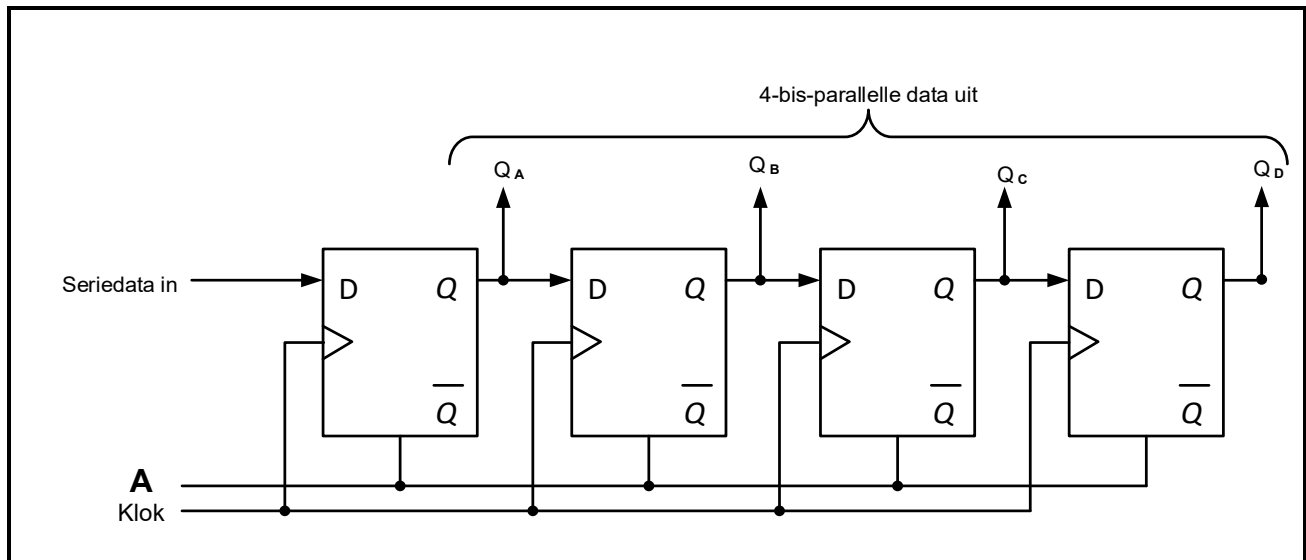 4-bis-parallelle data uit
Q A
Q B
Q C
Q D
Seriedata in
D Q
D Q
D Q
D Q
Q̅
Q̅
Q̅
Q̅
A
Klok